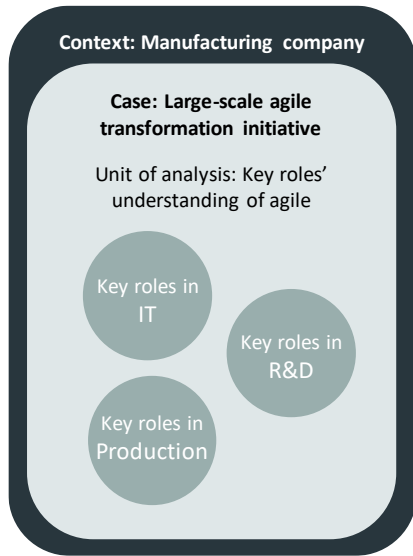 Context: Manufacturing company
Case: Large-scale agile
transformation initiative
Unit of analysis: Key roles’
understanding of agile
Key roles in
IT
Key roles in
R&D
Key roles in
Production